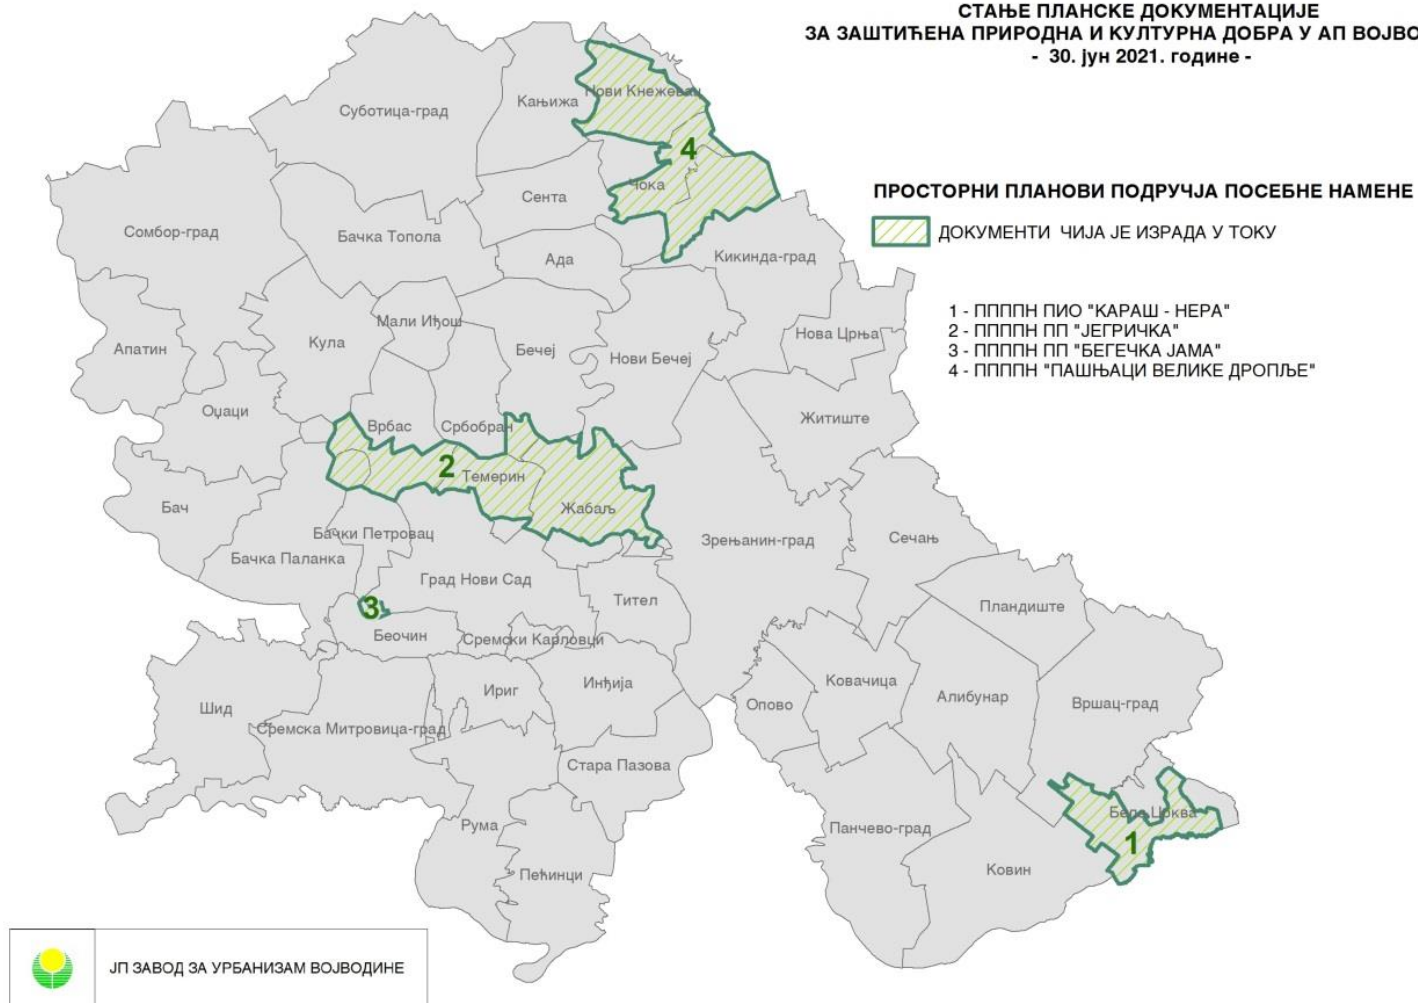 СТАЊЕ ПЛАНСКЕ ДОКУМЕНТАЦИЈЕ
ЗА ЗАШТИЋЕНА ПРИРОДНА И КУЛТУРНА ДОБРА У АП ВОЈВО
- 30. јун 2021. године -
Суботица-град
Кањижа
Нови Кнежевац
4
Чока
Сента
ПРОСТОРНИ ПЛАНОВИ ПОДРУЧЈА ПОСЕБНЕ НАМЕНЕ
ДОКУМЕНТИ ЧИЈА ЈЕ ИЗРАДА У ТОКУ
Сомбор-град
Бачка Топола
Ада
Кикинда-град
1 - ПППП​Н ПИО "КАРАШ - НЕРА"
2 - ППППН ПП "ЈЕГРИЧКА"
3 - ППППН ПП "БЕГЕЧКА ЈАМА"
4 - ППППН "ПАШЊАЦИ ВЕЛИКЕ ДРОПЉЕ"
Апатин
Кула
Мали Иђош
Бечеј
Нови Бечеј
Нова Црња
Оџаци
Врбас
Србобран
Житиште
2
Темерин
Жабаљ
Бач
Бачки Петровац
Бачка Паланка
Зрењанин-град
Сечањ
Град Нови Сад
3
Тител
Пландиште
Беочин
Сремски Карловци
Шид
Ириг
Инђија
Опово
Ковачица
Алибунар
Вршац-град
Сремска Митровица-град
Стара Пазова
Рума
Панчево-град
Бела Црква
1
Пећинци
Ковин
ЈП ЗАВОД ЗА УРБАНИЗАМ ВОЈВОДИНЕ